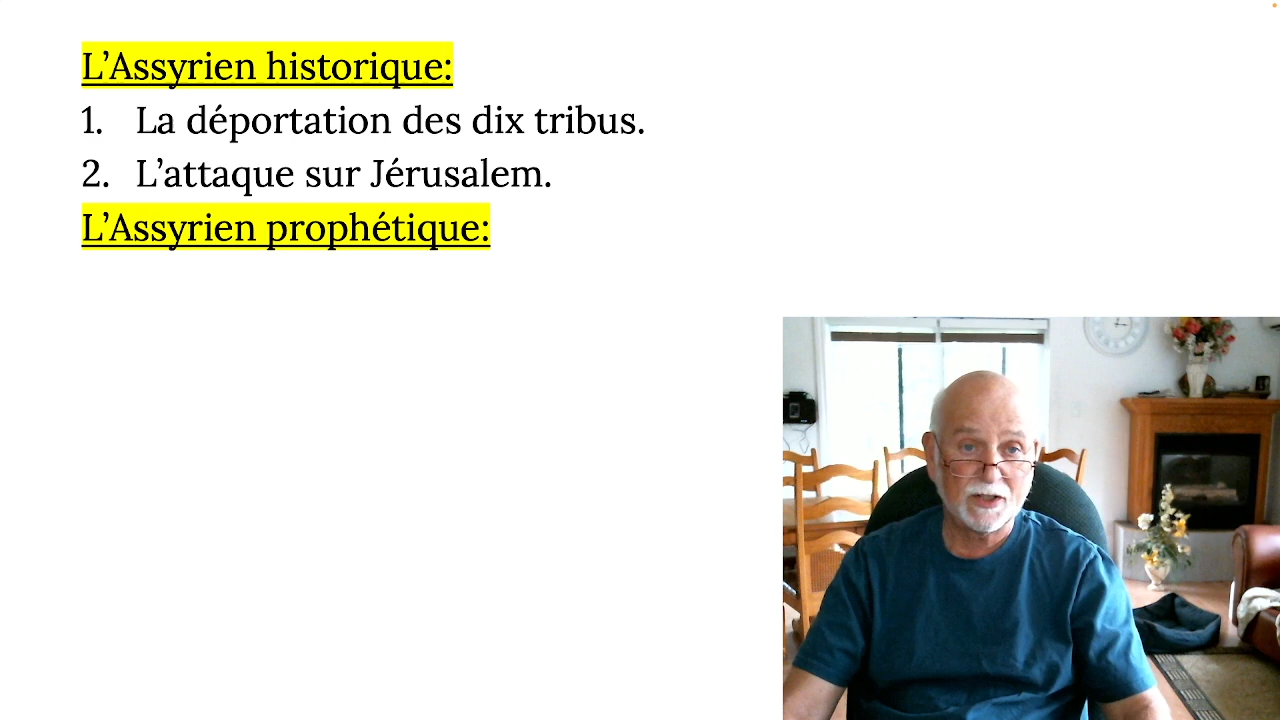 L’Assyrien historique:
1. La déportation des dix tribus.
2. L’attaque sur Jérusalem.
L’Assyrien prophétique: